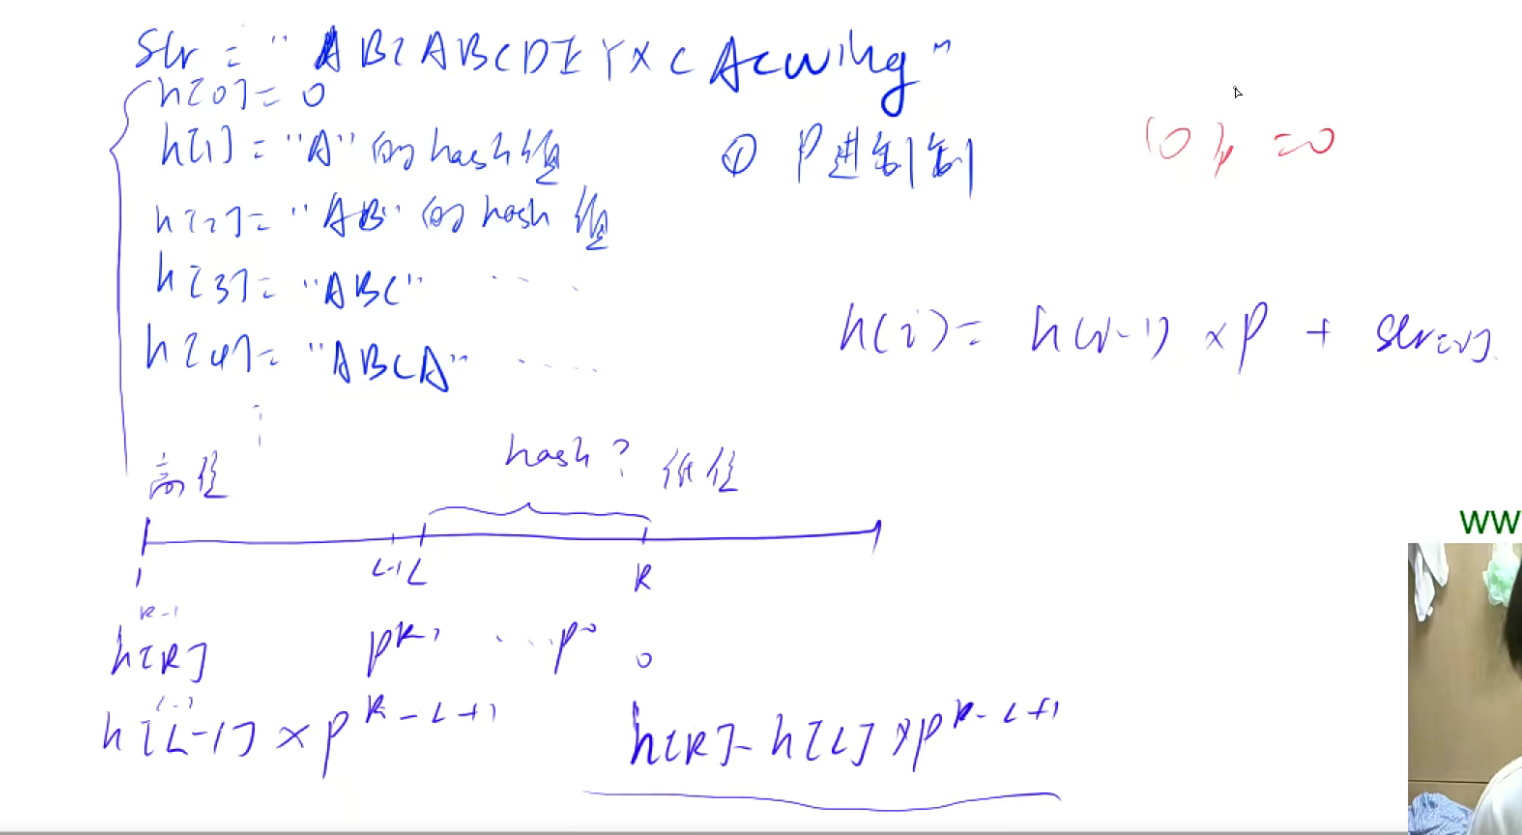 Str = "ABCABCDEYXCAcwing"
h[0] = 0
h[1] = "A" 的 hash 值
① P进制
(0)p = 0
h[2] = "AB" 的 hash 值
h[3] = "ABC" ....
h[4] = "ABCA" ....
h(i) = h(i-1) × P + str[i]
hash?
高位 低位
1 L-1 L R
R-1
h[R] p^R-1 ... p^0 0
L-1
h[L-1] × p^R-L+1
h[R] - h[L] × p^R-L+1
WW